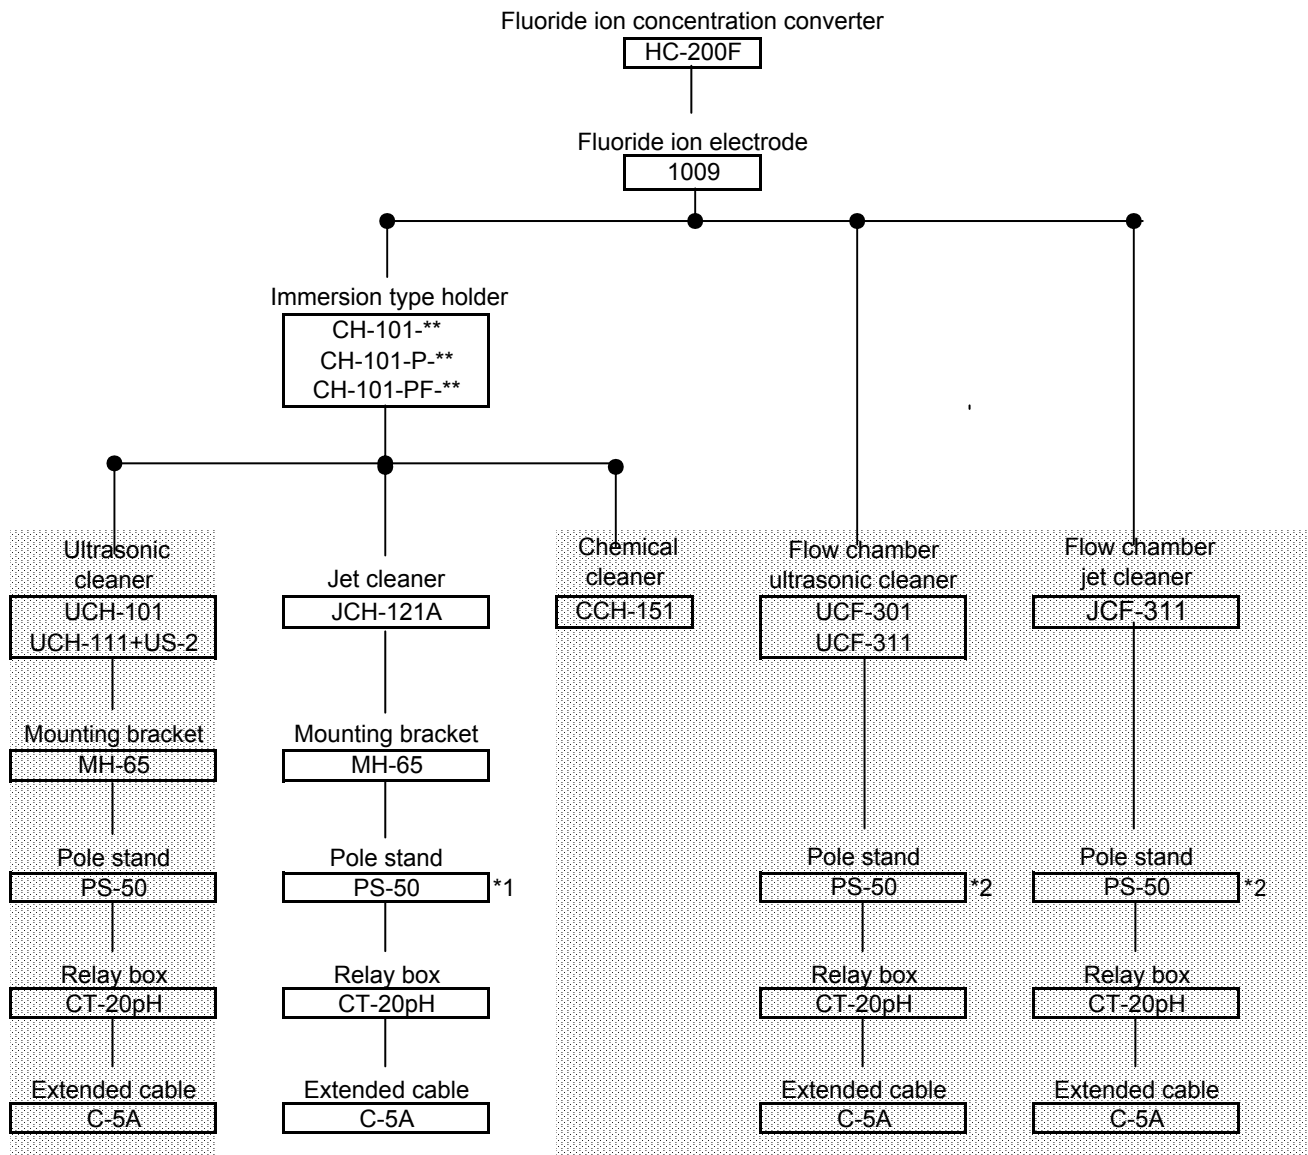 Fluoride ion concentration converter
HC-200F
Fluoride ion electrode
1009
Immersion type holder
CH-101-**
CH-101-P-**
CH-101-PF-**
Ultrasonic
cleaner
UCH-101
UCH-111+US-2
Mounting bracket
MH-65
Pole stand
PS-50
Relay box
CT-20pH
Extended cable
C-5A
Jet cleaner
JCH-121A
Mounting bracket
MH-65
Pole stand
PS-50 *1
Relay box
CT-20pH
Extended cable
C-5A
Chemical
cleaner
CCH-151
Flow chamber
ultrasonic cleaner
UCF-301
UCF-311
Pole stand
PS-50 *2
Relay box
CT-20pH
Extended cable
C-5A
Flow chamber
jet cleaner
JCF-311
Pole stand
PS-50 *2
Relay box
CT-20pH
Extended cable
C-5A